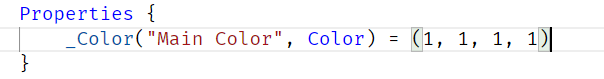 Properties {
    _Color("Main Color", Color) = (1, 1, 1, 1)
}